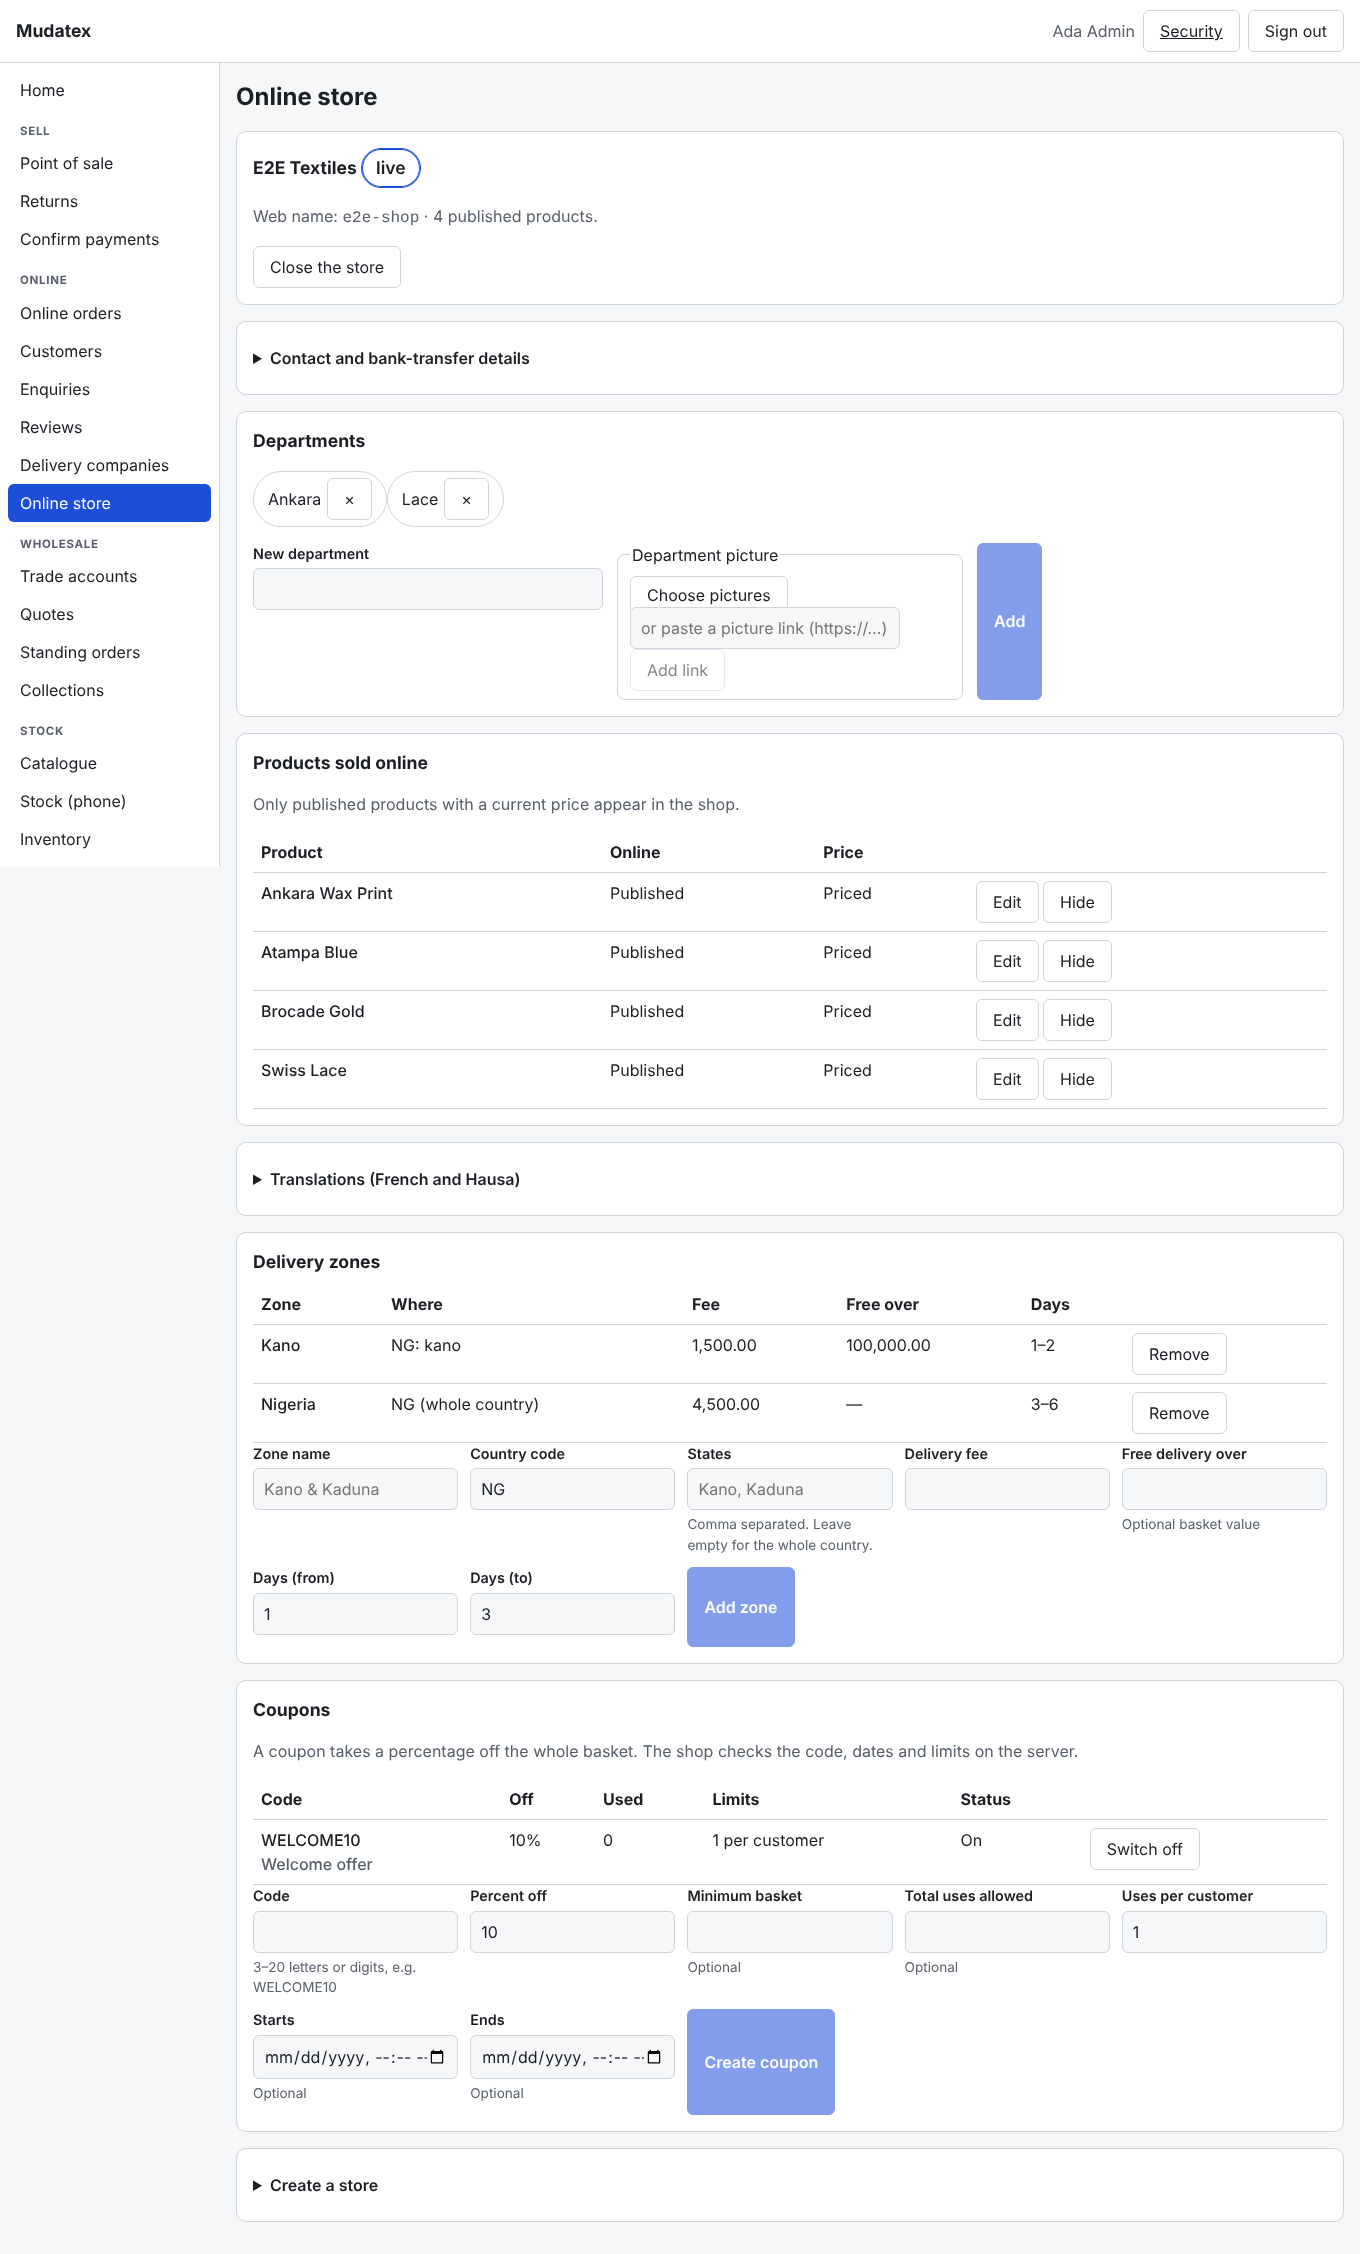 Mudatex
Ada Admin Security Sign out
Home
SELL
Point of sale
Returns
Confirm payments
ONLINE
Online orders
Customers
Enquiries
Reviews
Delivery companies
Online store
WHOLESALE
Trade accounts
Quotes
Standing orders
Collections
STOCK
Catalogue
Stock (phone)
Inventory
Online store
E2E Textiles live
Web name: e2e-shop · 4 published products.
Close the store
▶ Contact and bank-transfer details
Departments
Ankara × Lace ×
New department
Department picture
Choose pictures
or paste a picture link (https://...)
Add link
Add
Products sold online
Only published products with a current price appear in the shop.
Product Online Price
Ankara Wax Print Published Priced Edit Hide
Atampa Blue Published Priced Edit Hide
Brocade Gold Published Priced Edit Hide
Swiss Lace Published Priced Edit Hide
▶ Translations (French and Hausa)
Delivery zones
Zone Where Fee Free over Days
Kano NG: kano 1,500.00 100,000.00 1–2 Remove
Nigeria NG (whole country) 4,500.00 — 3–6 Remove
Zone name Country code States Delivery fee Free delivery over
Kano & Kaduna NG Kano, Kaduna
Comma separated. Leave Optional basket value
empty for the whole country.
Days (from) Days (to)
1 3 Add zone
Coupons
A coupon takes a percentage off the whole basket. The shop checks the code, dates and limits on the server.
Code Off Used Limits Status
WELCOME10 10% 0 1 per customer On Switch off
Welcome offer
Code Percent off Minimum basket Total uses allowed Uses per customer
10 1
3–20 letters or digits, e.g. Optional Optional
WELCOME10
Starts Ends
mm/dd/yyyy, --:-- -- mm/dd/yyyy, --:-- -- Create coupon
Optional Optional
▶ Create a store